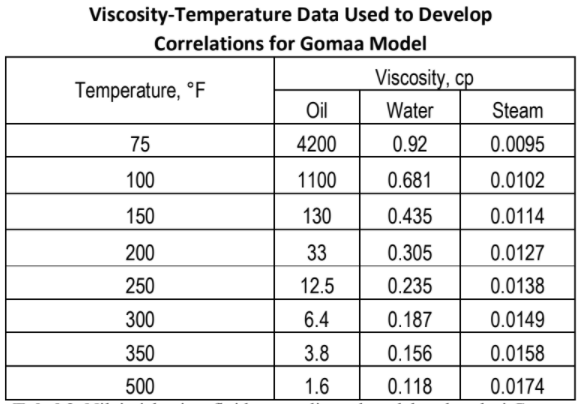 Viscosity-Temperature Data Used to Develop
Correlations for Gomaa Model
Temperature, °F Viscosity, cp
Oil Water Steam
75 4200 0.92 0.0095
100 1100 0.681 0.0102
150 130 0.435 0.0114
200 33 0.305 0.0127
250 12.5 0.235 0.0138
300 6.4 0.187 0.0149
350 3.8 0.156 0.0158
500 1.6 0.118 0.0174